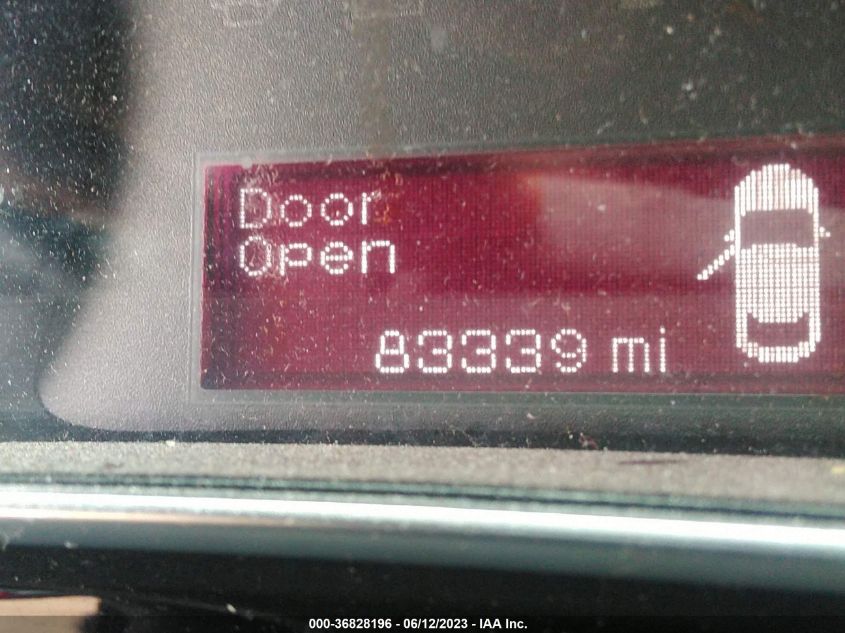 Door
Open
83339 mi
000-36828196 - 06/12/2023 - IAA Inc.